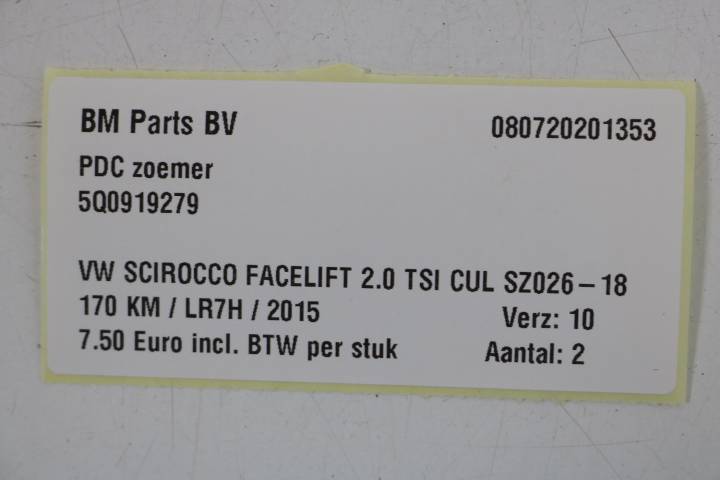 BM Parts BV 080720201353
PDC zoemer
5Q0919279
VW SCIROCCO FACELIFT 2.0 TSI CUL SZ026-18
170 KM / LR7H / 2015 Verz: 10
7.50 Euro incl. BTW per stuk Aantal: 2